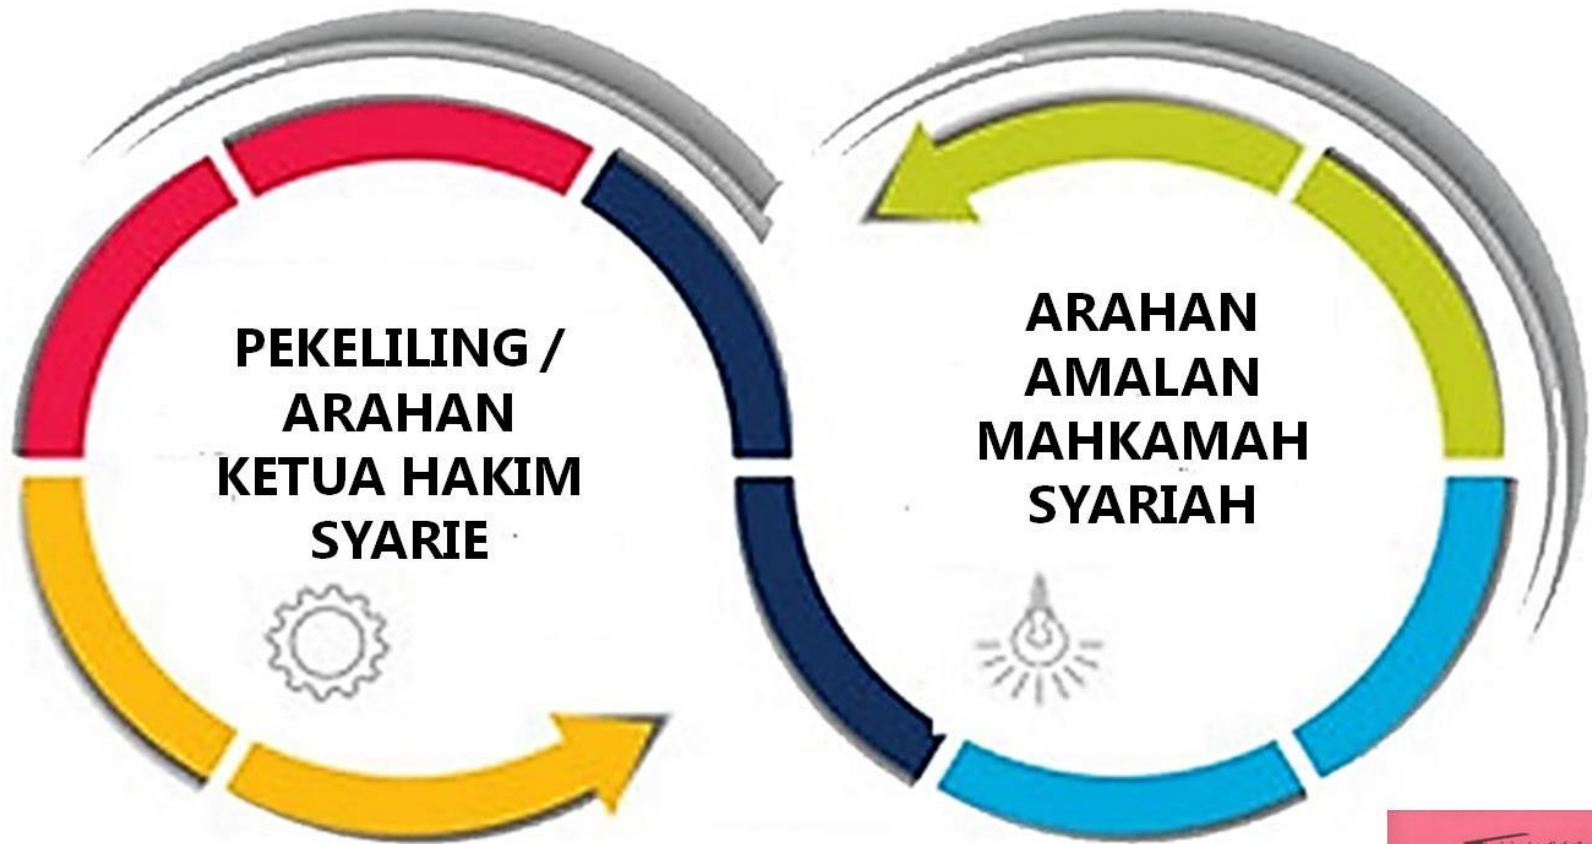 PEKELILING /
ARAHAN
KETUA HAKIM
SYARIE
ARAHAN
AMALAN
MAHKAMAH
SYARIAH